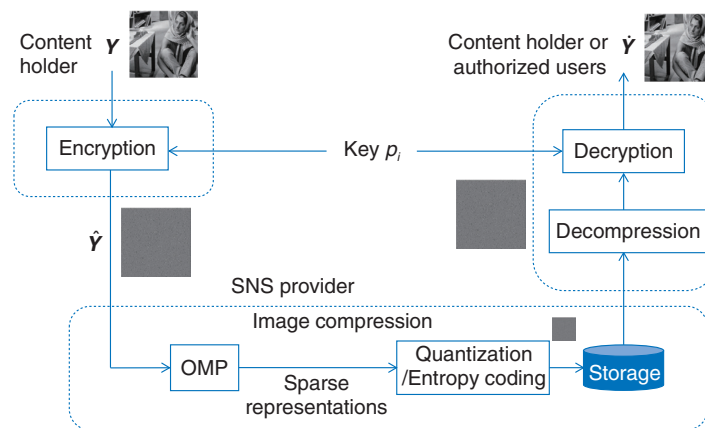 Content
holder
Y
Content holder or
authorized users
Ẏ
Encryption
Key pᵢ
Decryption
Ŷ
Decompression
SNS provider
Image compression
OMP
Sparse
representations
Quantization
/Entropy coding
Storage